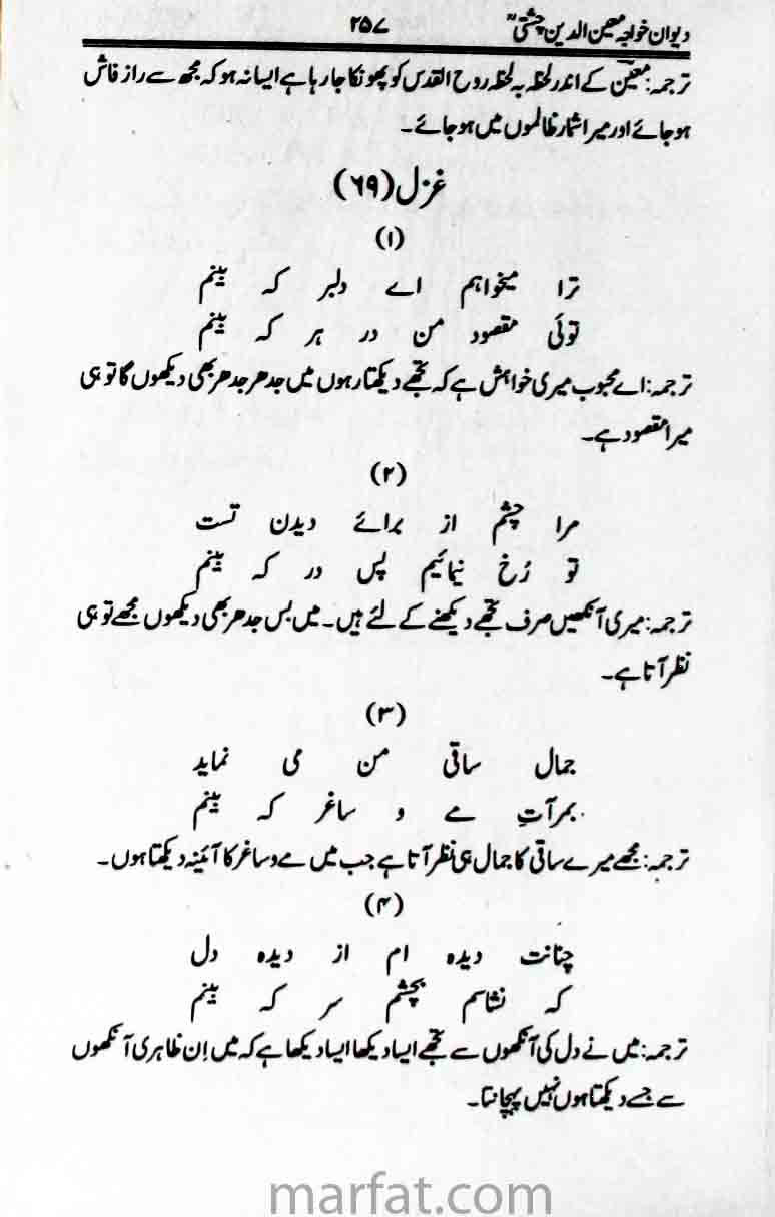 دیوان خواجہ معین الدین چشتیؒ ۲۵۷
ترجمہ: معینؔ کے اندر لحظہ بہ لحظہ روح القدس کو پھونکا جا رہا ہے ایسا نہ ہو کہ مجھ سے راز فاش
ہو جائے اور میرا شمار ظالموں میں ہو جائے۔
غزل (۶۹)
(۱)
ترا میخواہم اے دلبر کہ بینم
توئی مقصود من در ہر کہ بینم
ترجمہ: اے محبوب میری خواہش ہے کہ تجھے دیکھتا رہوں میں جدھر جدھر بھی دیکھوں گا تو ہی
میرا مقصود ہے۔
(۲)
مرا چشم از برائے دیدن تست
تو رُخ نیمائیم پس در کہ بینم
ترجمہ: میری آنکھیں صرف تجھے دیکھنے کے لئے ہیں۔ میں بس جدھر بھی دیکھوں مجھے تو ہی
نظر آتا ہے۔
(۳)
جمال ساقی من می نماید
بمرآتِ مے و ساغر کہ بینم
ترجمہ: مجھے میرے ساقی کا جمال ہی نظر آتا ہے جب میں مے و ساغر کا آئینہ دیکھتا ہوں۔
(۴)
چنانت دیدہ ام از دیدہ دل
کہ نشاسم بچشم سر کہ بینم
ترجمہ: میں نے دل کی آنکھوں سے تجھے ایسا دیکھا ایسا دیکھا ہے کہ میں اِن ظاہری آنکھوں
سے جسے دیکھتا ہوں نہیں پہچانتا۔
marfat.com